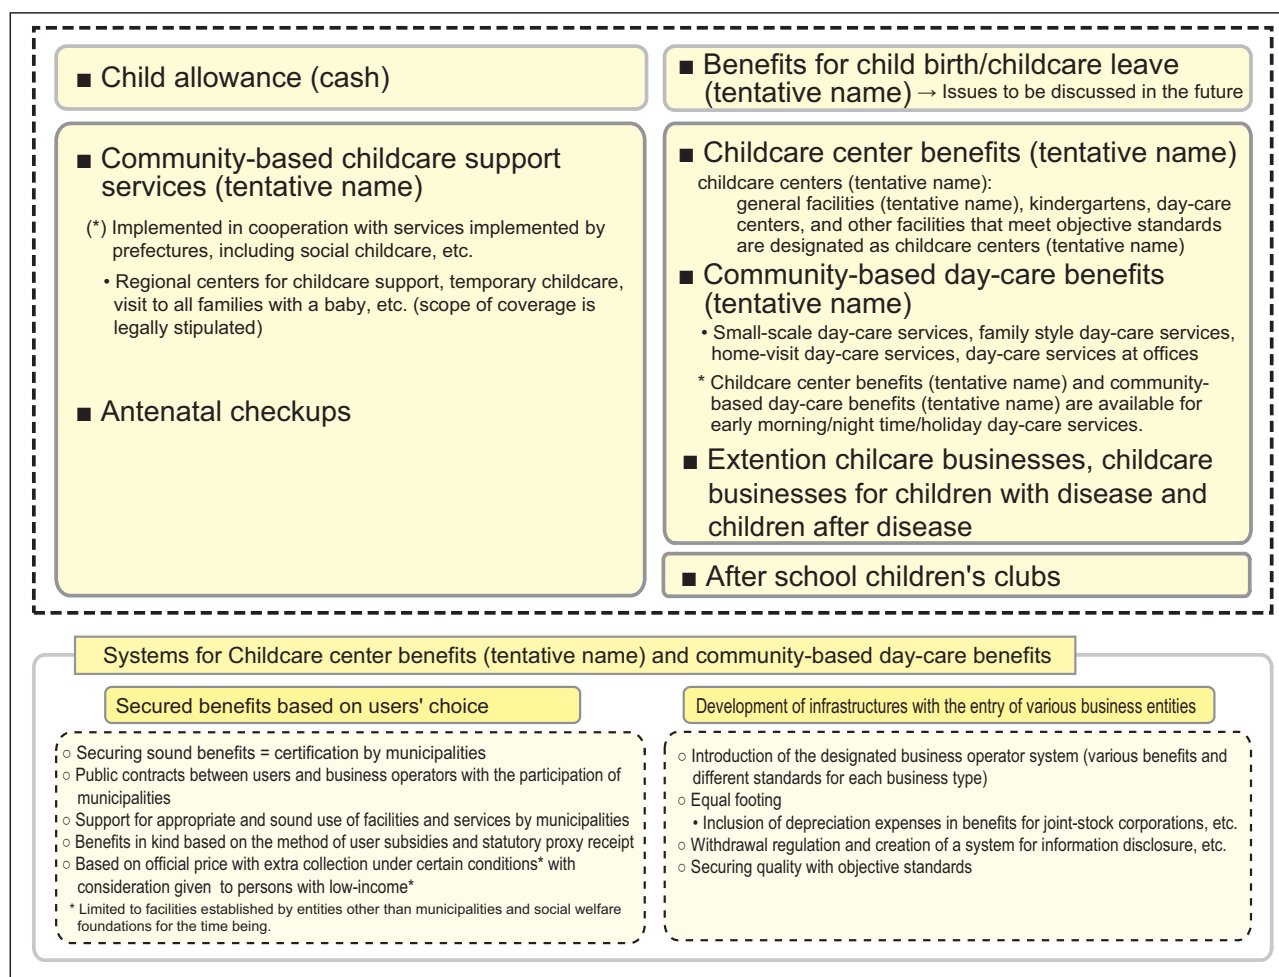 ■ Child allowance (cash)
■ Community-based childcare support
services (tentative name)
(*) Implemented in cooperation with services implemented by
prefectures, including social childcare, etc.
• Regional centers for childcare support, temporary childcare,
visit to all families with a baby, etc. (scope of coverage is
legally stipulated)
■ Antenatal checkups
■ Benefits for child birth/childcare leave
(tentative name) → Issues to be discussed in the future
■ Childcare center benefits (tentative name)
childcare centers (tentative name):
general facilities (tentative name), kindergartens, day-care
centers, and other facilities that meet objective standards
are designated as childcare centers (tentative name)
■ Community-based day-care benefits
(tentative name)
• Small-scale day-care services, family style day-care services,
home-visit day-care services, day-care services at offices
* Childcare center benefits (tentative name) and community-
based day-care benefits (tentative name) are available for
early morning/night time/holiday day-care services.
■ Extention chilcare businesses, childcare
businesses for children with disease and
children after disease
■ After school children's clubs
Systems for Childcare center benefits (tentative name) and community-based day-care benefits
Secured benefits based on users' choice
○ Securing sound benefits = certification by municipalities
○ Public contracts between users and business operators with the participation of
municipalities
○ Support for appropriate and sound use of facilities and services by municipalities
○ Benefits in kind based on the method of user subsidies and statutory proxy receipt
○ Based on official price with extra collection under certain conditions* with
consideration given to persons with low-income*
* Limited to facilities established by entities other than municipalities and social welfare
foundations for the time being.
Development of infrastructures with the entry of various business entities
○ Introduction of the designated business operator system (various benefits and
different standards for each business type)
○ Equal footing
• Inclusion of depreciation expenses in benefits for joint-stock corporations, etc.
○ Withdrawal regulation and creation of a system for information disclosure, etc.
○ Securing quality with objective standards